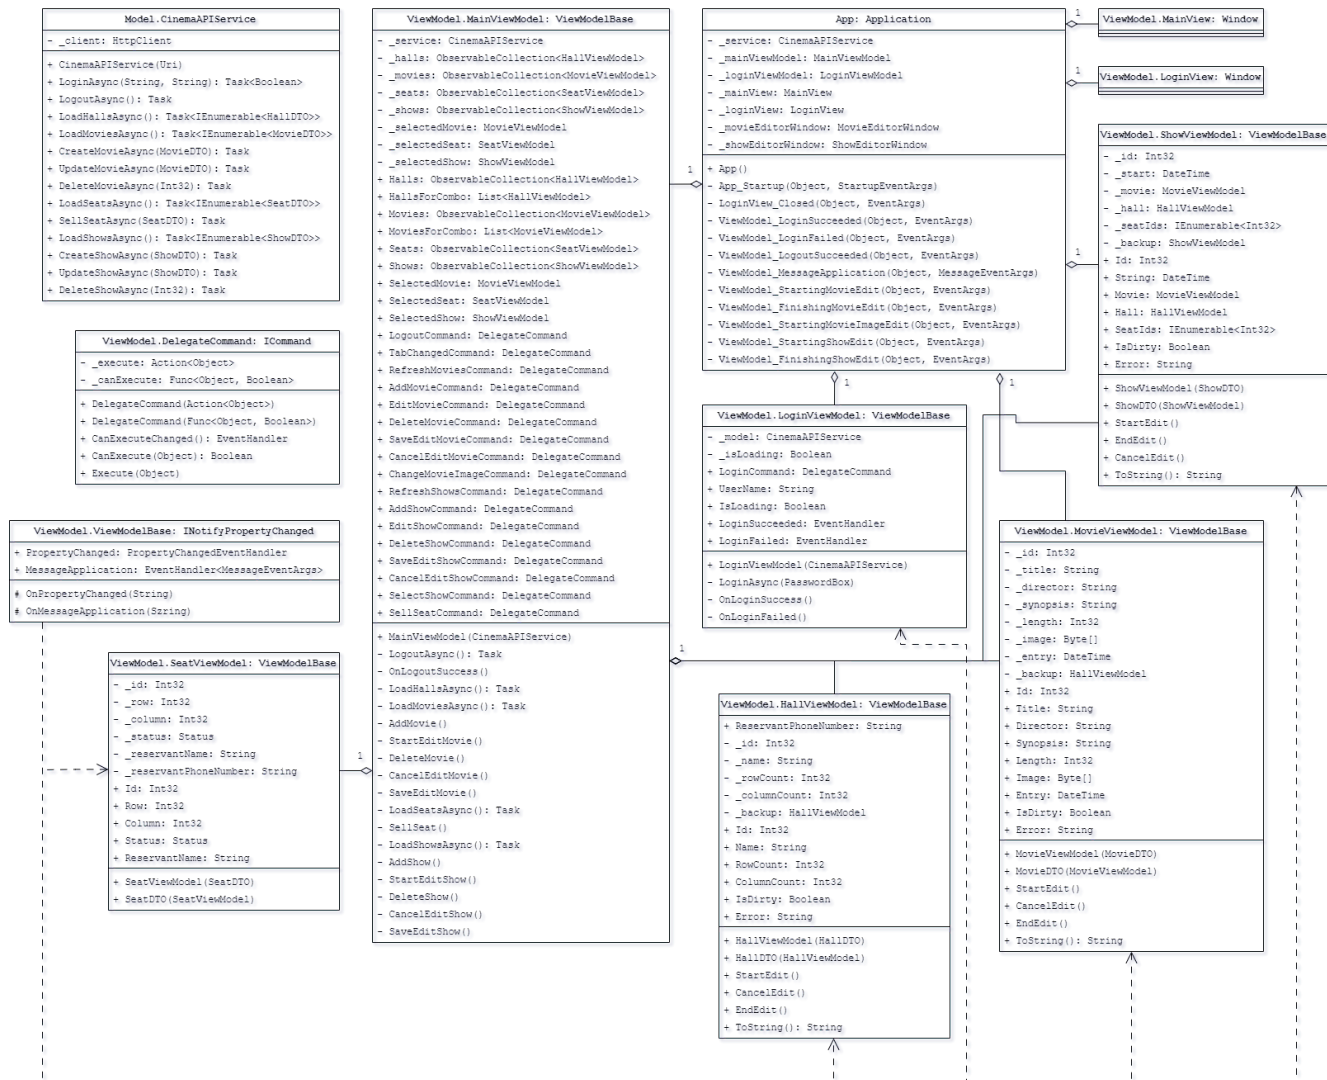 Model.CinemaAPIService
- _client: HttpClient
+ CinemaAPIService(Uri)
+ LoginAsync(String, String): Task<Boolean>
+ LogoutAsync(): Task
+ LoadHallsAsync(): Task<IEnumerable<HallDTO>>
+ LoadMoviesAsync(): Task<IEnumerable<MovieDTO>>
+ CreateMovieAsync(MovieDTO): Task
+ UpdateMovieAsync(MovieDTO): Task
+ DeleteMovieAsync(Int32): Task
+ LoadSeatsAsync(): Task<IEnumerable<SeatDTO>>
+ SellSeatAsync(SeatDTO): Task
+ LoadShowsAsync(): Task<IEnumerable<ShowDTO>>
+ CreateShowAsync(ShowDTO): Task
+ UpdateShowAsync(ShowDTO): Task
+ DeleteShowAsync(Int32): Task
ViewModel.DelegateCommand: ICommand
- _execute: Action<Object>
- _canExecute: Func<Object, Boolean>
+ DelegateCommand(Action<Object>)
+ DelegateCommand(Func<Object, Boolean>)
+ CanExecuteChanged(): EventHandler
+ CanExecute(Object): Boolean
+ Execute(Object)
ViewModel.ViewModelBase: INotifyPropertyChanged
+ PropertyChanged: PropertyChangedEventHandler
+ MessageApplication: EventHandler<MessageEventArgs>
# OnPropertyChanged(String)
# OnMessageApplication(Szring)
ViewModel.SeatViewModel: ViewModelBase
- _id: Int32
- _row: Int32
- _column: Int32
- _status: Status
- _reservantName: String
- _reservantPhoneNumber: String
+ Id: Int32
+ Row: Int32
+ Column: Int32
+ Status: Status
+ ReservantName: String
+ SeatViewModel(SeatDTO)
+ SeatDTO(SeatViewModel)
1
ViewModel.MainViewModel: ViewModelBase
- _service: CinemaAPIService
- _halls: ObservableCollection<HallViewModel>
- _movies: ObservableCollection<MovieViewModel>
- _seats: ObservableCollection<SeatViewModel>
- _shows: ObservableCollection<ShowViewModel>
- _selectedMovie: MovieViewModel
- _selectedSeat: SeatViewModel
- _selectedShow: ShowViewModel
+ Halls: ObservableCollection<HallViewModel>
+ HallsForCombo: List<HallViewModel>
+ Movies: ObservableCollection<MovieViewModel>
+ MoviesForCombo: List<MovieViewModel>
+ Seats: ObservableCollection<SeatViewModel>
+ Shows: ObservableCollection<ShowViewModel>
+ SelectedMovie: MovieViewModel
+ SelectedSeat: SeatViewModel
+ SelectedShow: ShowViewModel
+ LogoutCommand: DelegateCommand
+ TabChangedCommand: DelegateCommand
+ RefreshMoviesCommand: DelegateCommand
+ AddMovieCommand: DelegateCommand
+ EditMovieCommand: DelegateCommand
+ DeleteMovieCommand: DelegateCommand
+ SaveEditMovieCommand: DelegateCommand
+ CancelEditMovieCommand: DelegateCommand
+ ChangeMovieImageCommand: DelegateCommand
+ RefreshShowsCommand: DelegateCommand
+ AddShowCommand: DelegateCommand
+ EditShowCommand: DelegateCommand
+ DeleteShowCommand: DelegateCommand
+ SaveEditShowCommand: DelegateCommand
+ CancelEditShowCommand: DelegateCommand
+ SelectShowCommand: DelegateCommand
+ SellSeatCommand: DelegateCommand
+ MainViewModel(CinemaAPIService)
- LogoutAsync(): Task
- OnLogoutSuccess()
- LoadHallsAsync(): Task
- LoadMoviesAsync(): Task
- AddMovie()
- StartEditMovie()
- DeleteMovie()
- CancelEditMovie()
- SaveEditMovie()
- LoadSeatsAsync(): Task
- SellSeat()
- LoadShowsAsync(): Task
- AddShow()
- StartEditShow()
- DeleteShow()
- CancelEditShow()
- SaveEditShow()
1
1
App: Application
- _service: CinemaAPIService
- _mainViewModel: MainViewModel
- _loginViewModel: LoginViewModel
- _mainView: MainView
- _loginView: LoginView
- _movieEditorWindow: MovieEditorWindow
- _showEditorWindow: ShowEditorWindow
+ App()
- App_Startup(Object, StartupEventArgs)
- LoginView_Closed(Object, EventArgs)
- ViewModel_LoginSucceeded(Object, EventArgs)
- ViewModel_LoginFailed(Object, EventArgs)
- ViewModel_LogoutSucceeded(Object, EventArgs)
- ViewModel_MessageApplication(Object, MessageEventArgs)
- ViewModel_StartingMovieEdit(Object, EventArgs)
- ViewModel_FinishingMovieEdit(Object, EventArgs)
- ViewModel_StartingMovieImageEdit(Object, EventArgs)
- ViewModel_StartingShowEdit(Object, EventArgs)
- ViewModel_FinishingShowEdit(Object, EventArgs)
1
1
1
1
1
ViewModel.LoginViewModel: ViewModelBase
- _model: CinemaAPIService
- _isLoading: Boolean
+ LoginCommand: DelegateCommand
+ UserName: String
+ IsLoading: Boolean
+ LoginSucceeded: EventHandler
+ LoginFailed: EventHandler
+ LoginViewModel(CinemaAPIService)
- LoginAsync(PasswordBox)
- OnLoginSuccess()
- OnLoginFailed()
ViewModel.HallViewModel: ViewModelBase
+ ReservantPhoneNumber: String
- _id: Int32
- _name: String
- _rowCount: Int32
- _columnCount: Int32
- _backup: HallViewModel
+ Id: Int32
+ Name: String
+ RowCount: Int32
+ ColumnCount: Int32
+ IsDirty: Boolean
+ Error: String
+ HallViewModel(HallDTO)
+ HallDTO(HallViewModel)
+ StartEdit()
+ CancelEdit()
+ EndEdit()
+ ToString(): String
ViewModel.MainView: Window
ViewModel.LoginView: Window
ViewModel.ShowViewModel: ViewModelBase
- _id: Int32
- _start: DateTime
- _movie: MovieViewModel
- _hall: HallViewModel
- _seatIds: IEnumerable<Int32>
- _backup: ShowViewModel
+ Id: Int32
+ String: DateTime
+ Movie: MovieViewModel
+ Hall: HallViewModel
+ SeatIds: IEnumerable<Int32>
+ IsDirty: Boolean
+ Error: String
+ ShowViewModel(ShowDTO)
+ ShowDTO(ShowViewModel)
+ StartEdit()
+ EndEdit()
+ CancelEdit()
+ ToString(): String
ViewModel.MovieViewModel: ViewModelBase
- _id: Int32
- _title: String
- _director: String
- _synopsis: String
- _length: Int32
- _image: Byte[]
- _entry: DateTime
- _backup: HallViewModel
+ Id: Int32
+ Title: String
+ Director: String
+ Synopsis: String
+ Length: Int32
+ Image: Byte[]
+ Entry: DateTime
+ IsDirty: Boolean
+ Error: String
+ MovieViewModel(MovieDTO)
+ MovieDTO(MovieViewModel)
+ StartEdit()
+ CancelEdit()
+ EndEdit()
+ ToString(): String